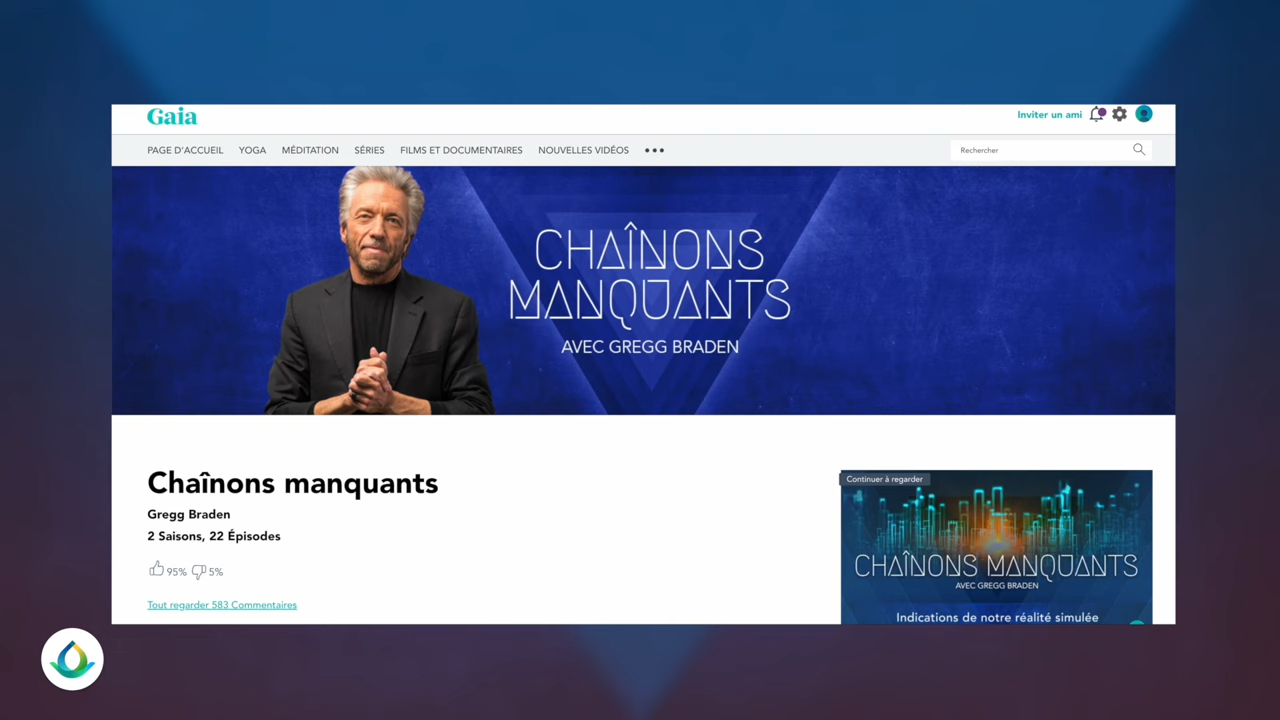 Gaia
Inviter un ami
PAGE D'ACCUEIL YOGA MÉDITATION SÉRIES FILMS ET DOCUMENTAIRES NOUVELLES VIDÉOS •••
Rechercher
CHAÎNONS
MANQUANTS
AVEC GREGG BRADEN
Chaînons manquants
Gregg Braden
2 Saisons, 22 Épisodes
95% 5%
Tout regarder 583 Commentaires
Continuer à regarder
CHAÎNONS MANQUANTS
AVEC GREGG BRADEN
Indications de notre réalité simulée